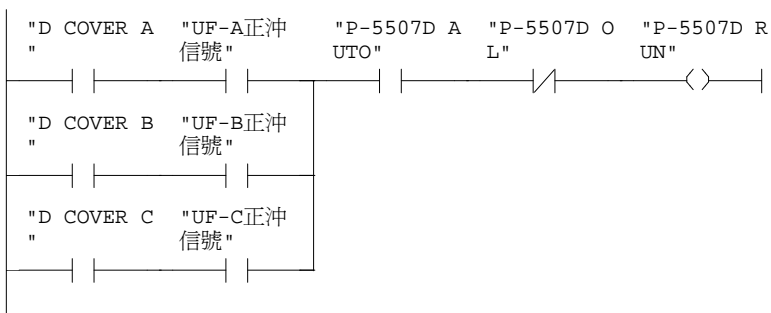 "D COVER A "UF-A正沖 "P-5507D A "P-5507D O "P-5507D R
" 信號" UTO" L" UN"
"D COVER B "UF-B正沖
" 信號"
"D COVER C "UF-C正沖
" 信號"